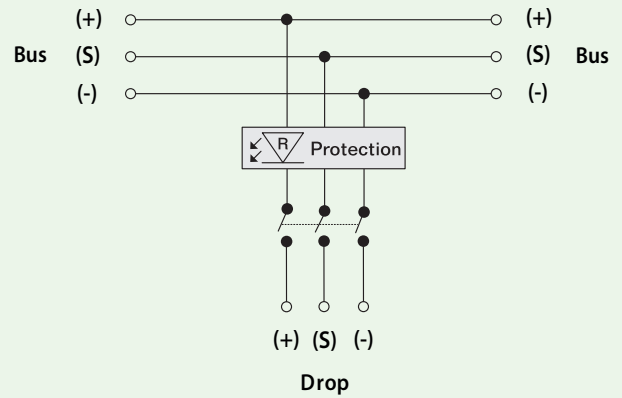 (+) (+)
Bus (S) (S) Bus
(-) (-)
R Protection
(+) (S) (-)
Drop